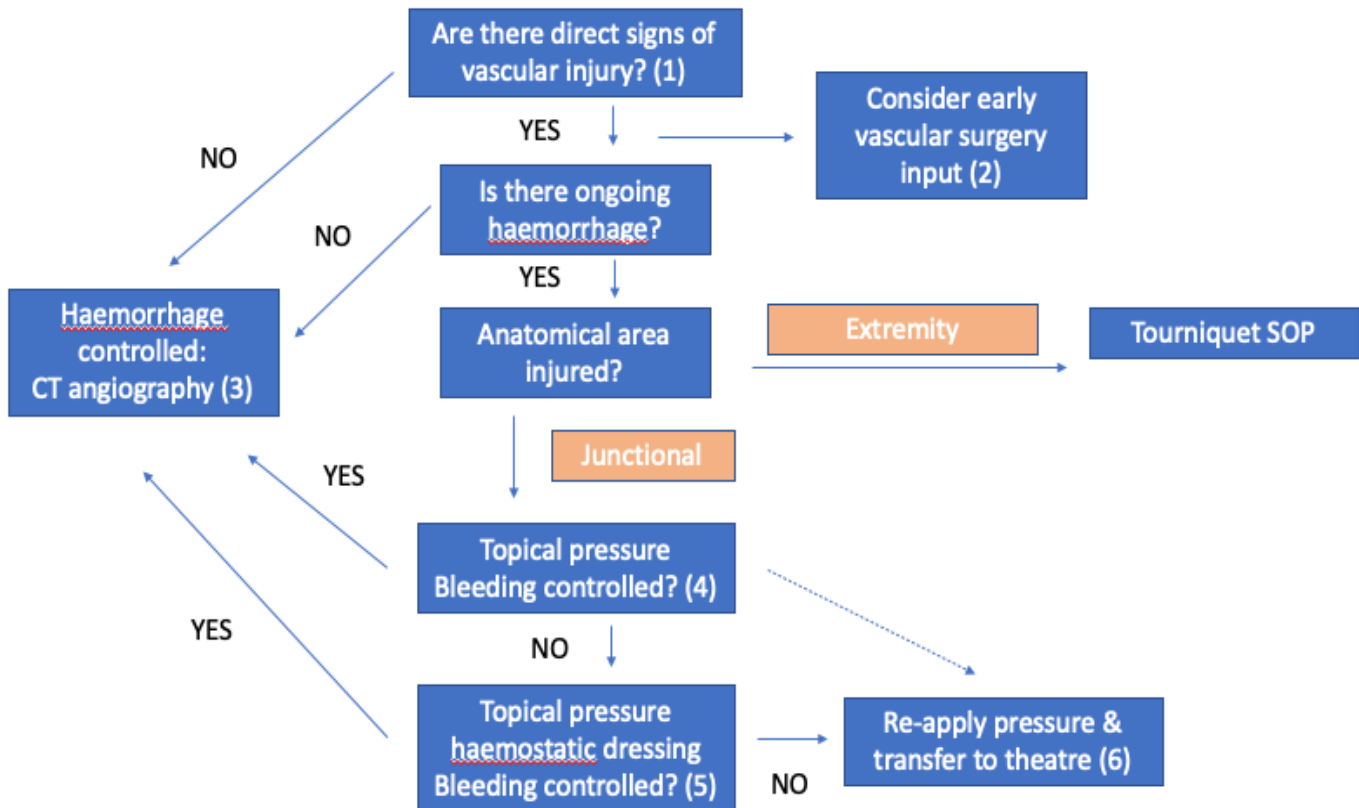 Are there direct signs of
vascular injury? (1)
Consider early
vascular surgery
input (2)
YES
NO
Is there ongoing
haemorrhage?
NO
YES
Haemorrhage
controlled:
CT angiography (3)
Anatomical area
injured?
Extremity
Tourniquet SOP
Junctional
YES
Topical pressure
Bleeding controlled? (4)
YES
NO
Topical pressure
haemostatic dressing
Bleeding controlled? (5)
NO
Re-apply pressure &
transfer to theatre (6)